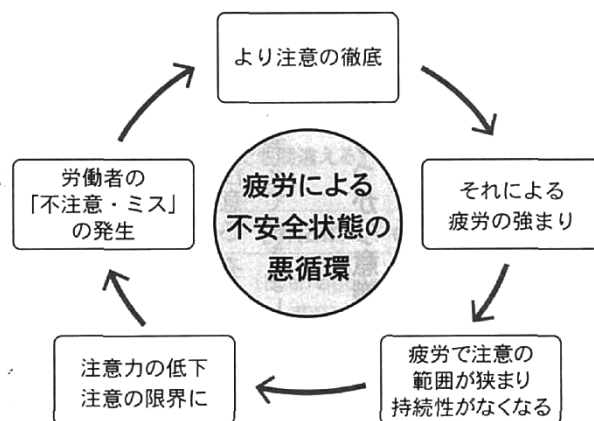 より注意の徹底
それによる
疲労の強まり
疲労で注意の
範囲が狭まり
持続性がなくなる
注意力の低下
注意の限界に
労働者の
「不注意・ミス」
の発生
疲労による
不安全状態の
悪循環